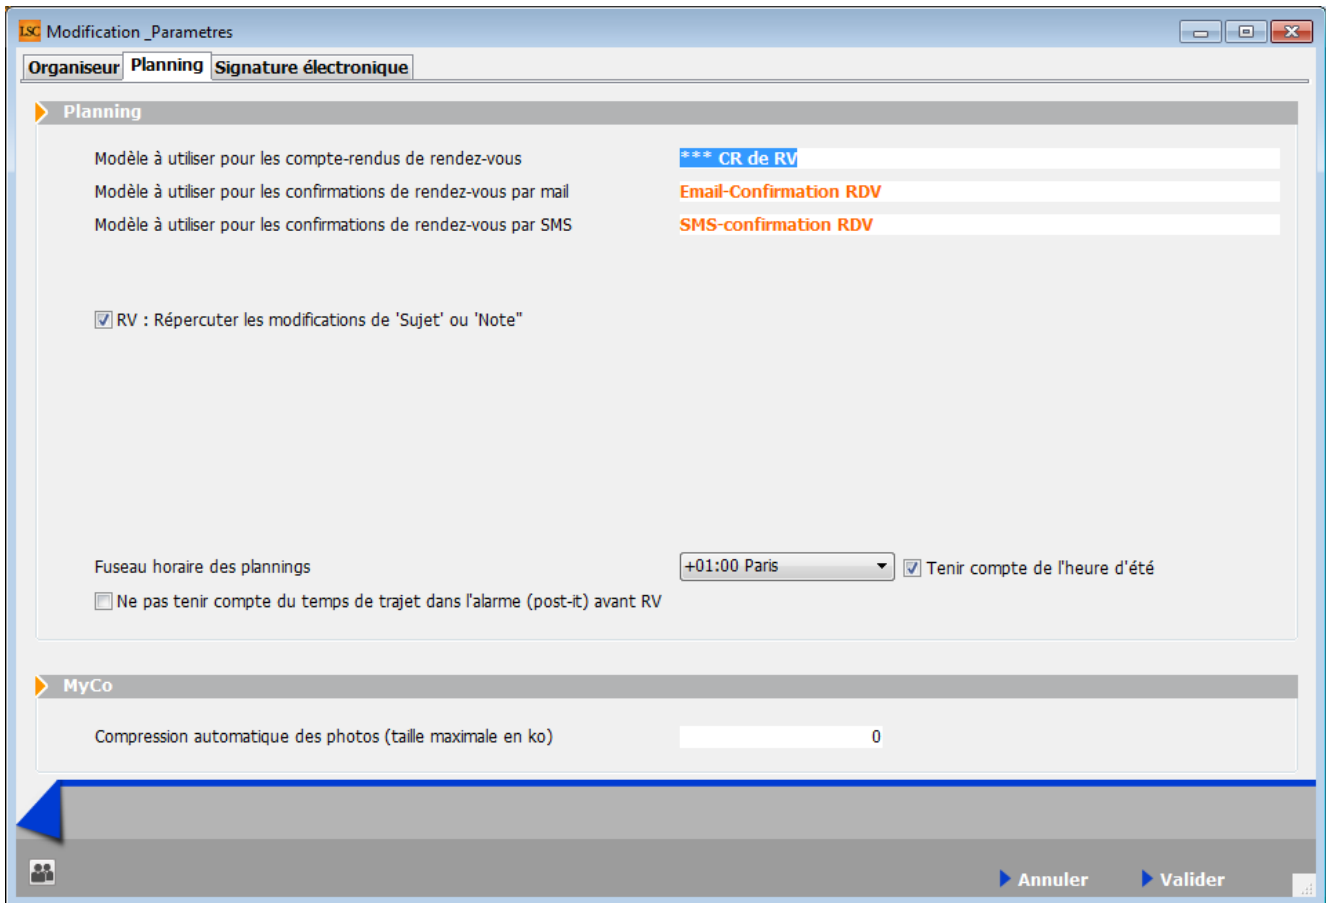 LSC Modification _Parametres
Organiseur Planning Signature électronique
Planning
Modèle à utiliser pour les compte-rendus de rendez-vous *** CR de RV
Modèle à utiliser pour les confirmations de rendez-vous par mail Email-Confirmation RDV
Modèle à utiliser pour les confirmations de rendez-vous par SMS SMS-confirmation RDV
RV : Répercuter les modifications de 'Sujet' ou 'Note"
Fuseau horaire des plannings +01:00 Paris Tenir compte de l'heure d'été
Ne pas tenir compte du temps de trajet dans l'alarme (post-it) avant RV
MyCo
Compression automatique des photos (taille maximale en ko) 0
Annuler Valider